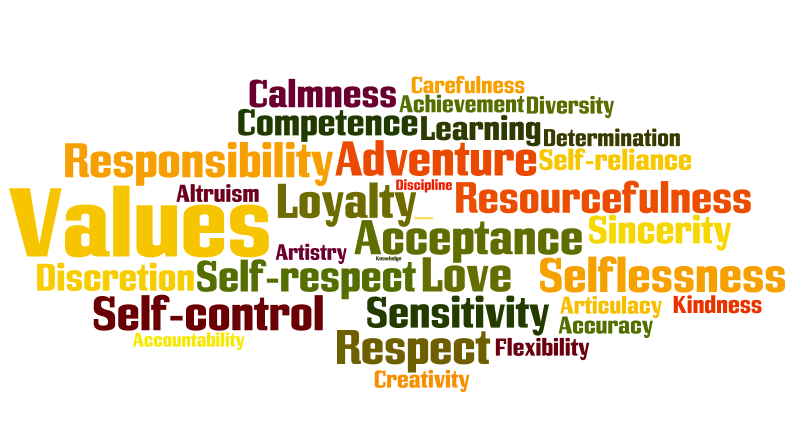 Carefulness
Calmness
Achievement Diversity
Competence Learning Determination
Responsibility Adventure Self-reliance
Discipline
Altruism Loyalty Resourcefulness
Values
Acceptance Sincerity
Artistry
Knowledge
Discretion Self-respect Love Selflessness
Self-control Sensitivity Articulacy Kindness
Accuracy
Accountability Respect Flexibility
Creativity